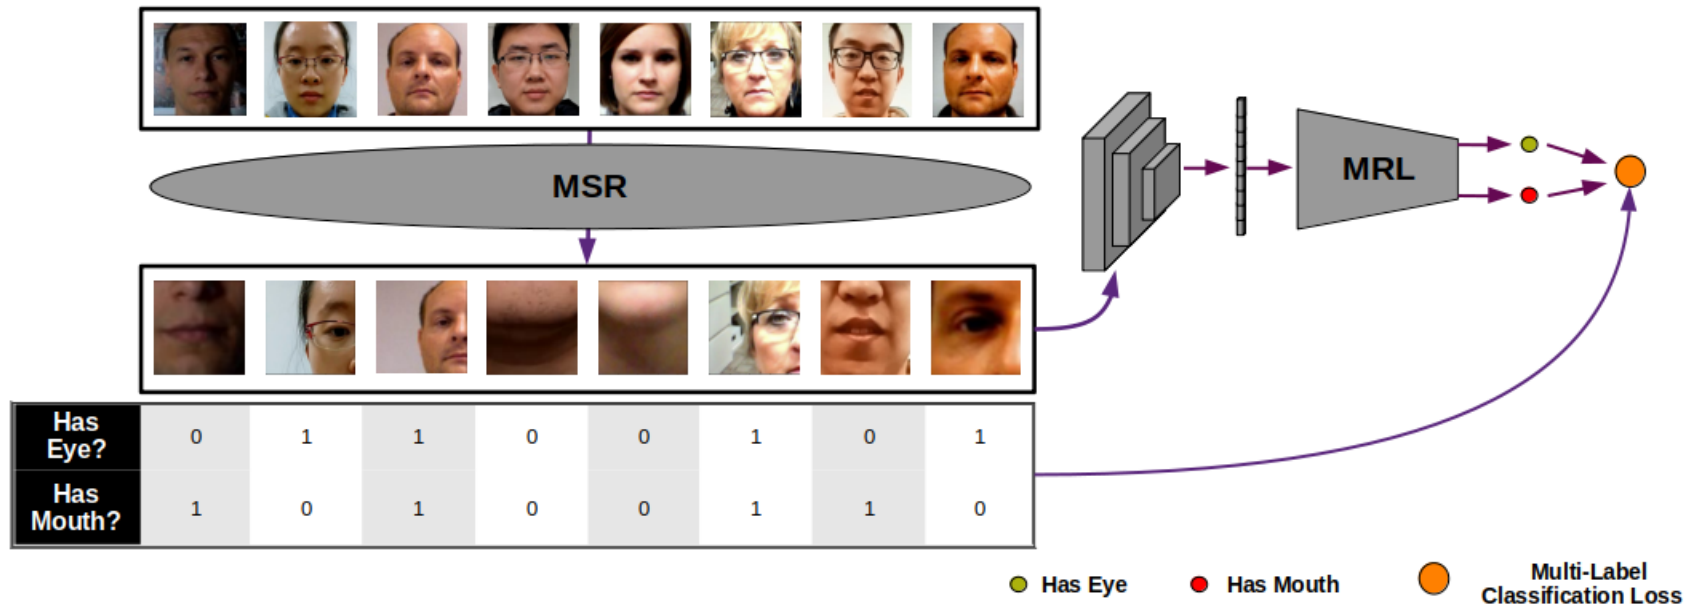 MSR
MRL
Has
Eye?
0 1 1 0 0 1 0 1
Has
Mouth?
1 0 1 0 0 1 1 0
Has Eye
Has Mouth
Multi-Label
Classification Loss